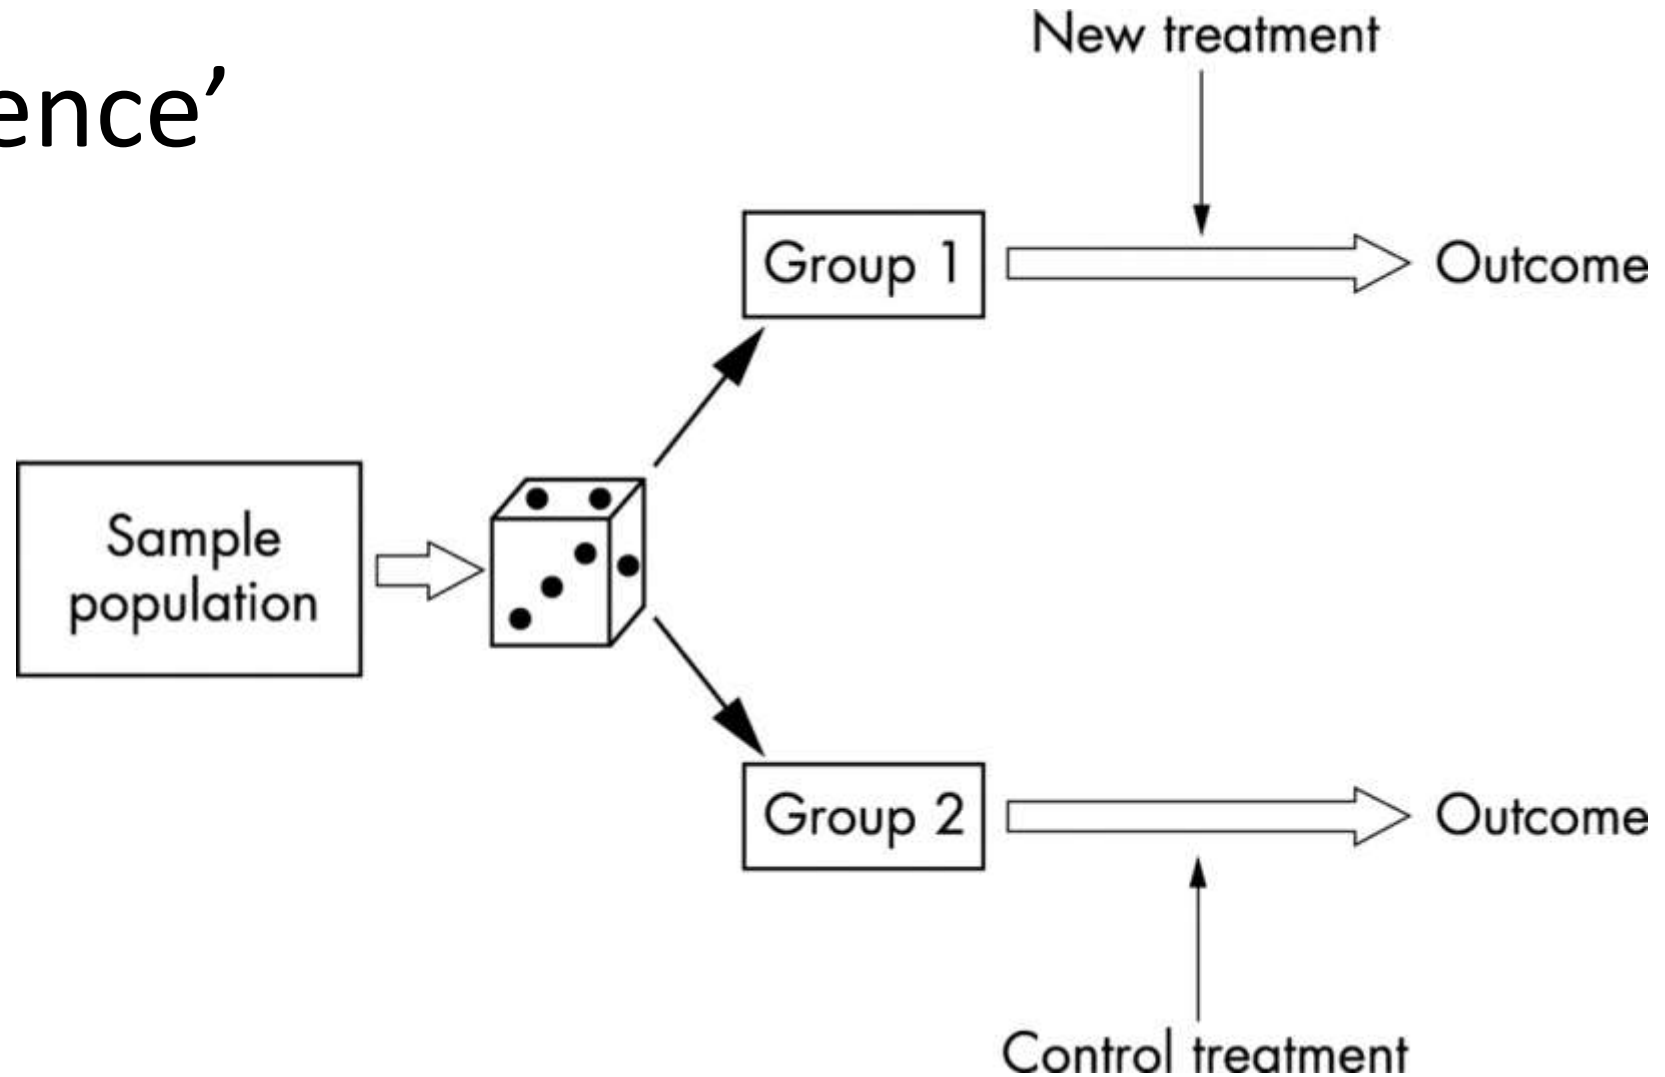 ence’
New treatment
Group 1
Outcome
Sample
population
Group 2
Outcome
Control treatment